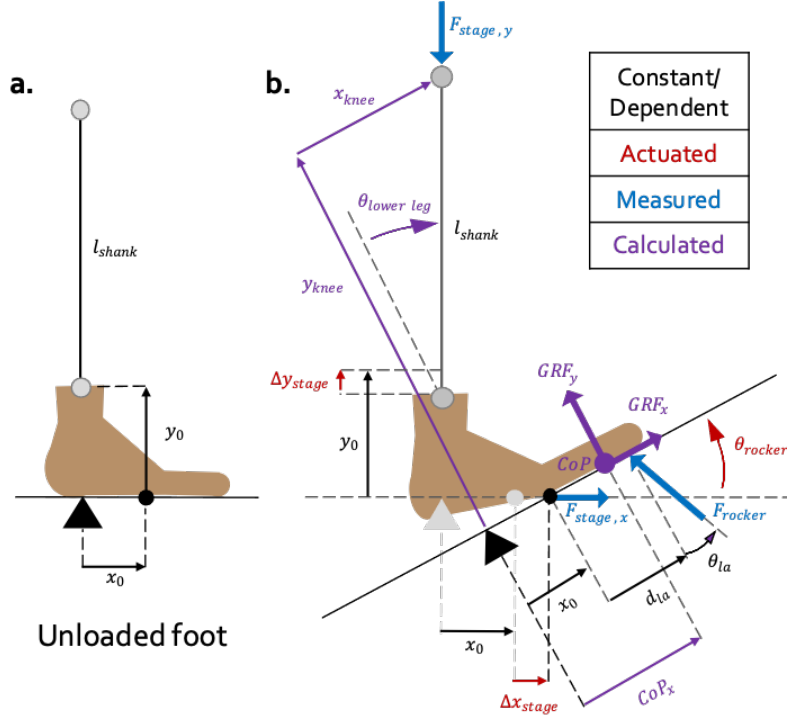 a.
l_shank
y_0
x_0
Unloaded foot
b.
F_stage, y
x_knee
θ_lower leg
l_shank
y_knee
Δy_stage
y_0
GRF_y
GRF_x
CoP
θ_rocker
F_stage, x
F_rocker
θ_la
x_0
d_la
x_0
CoP_x
Δx_stage
Constant/
Dependent
Actuated
Measured
Calculated